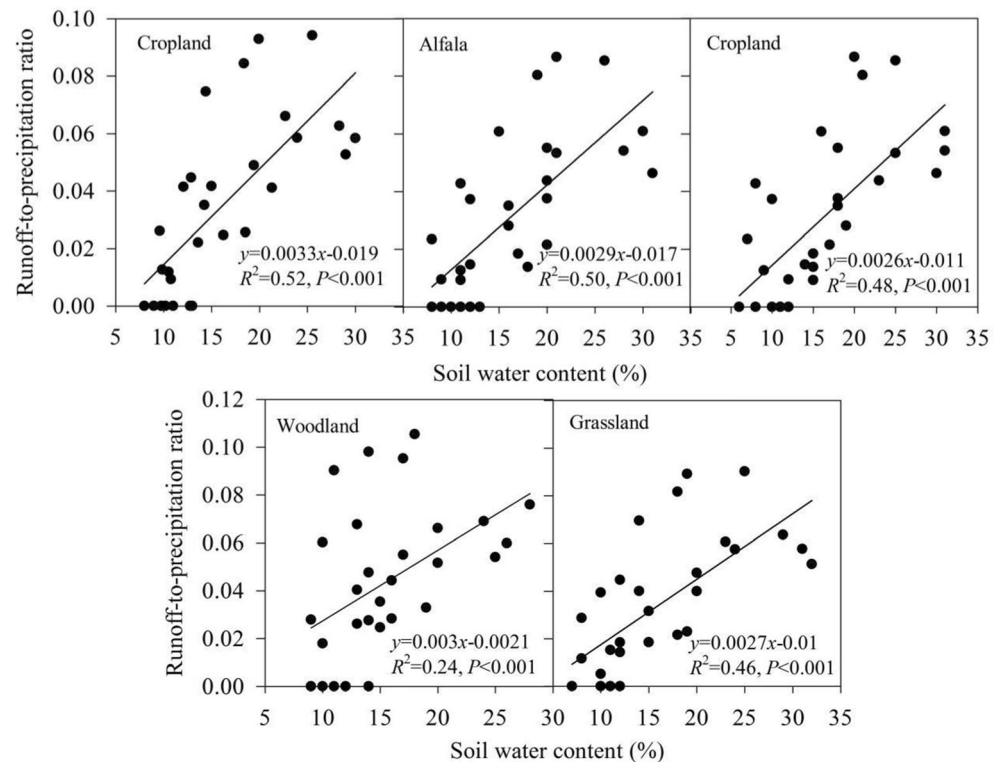 Runoff-to-precipitation ratio
0.10
0.08
0.06
0.04
0.02
0.00
Cropland
y=0.0033x-0.019
R²=0.52, P<0.001
Alfala
y=0.0029x-0.017
R²=0.50, P<0.001
Cropland
y=0.0026x-0.011
R²=0.48, P<0.001
5 10 15 20 25 30 35 10 15 20 25 30 35 5 10 15 20 25 30 35
Soil water content (%)
Runoff-to-precipitation ratio
0.12
0.10
0.08
0.06
0.04
0.02
0.00
Woodland
y=0.003x-0.0021
R²=0.24, P<0.001
Grassland
y=0.0027x-0.01
R²=0.46, P<0.001
5 10 15 20 25 30 10 15 20 25 30 35
Soil water content (%)